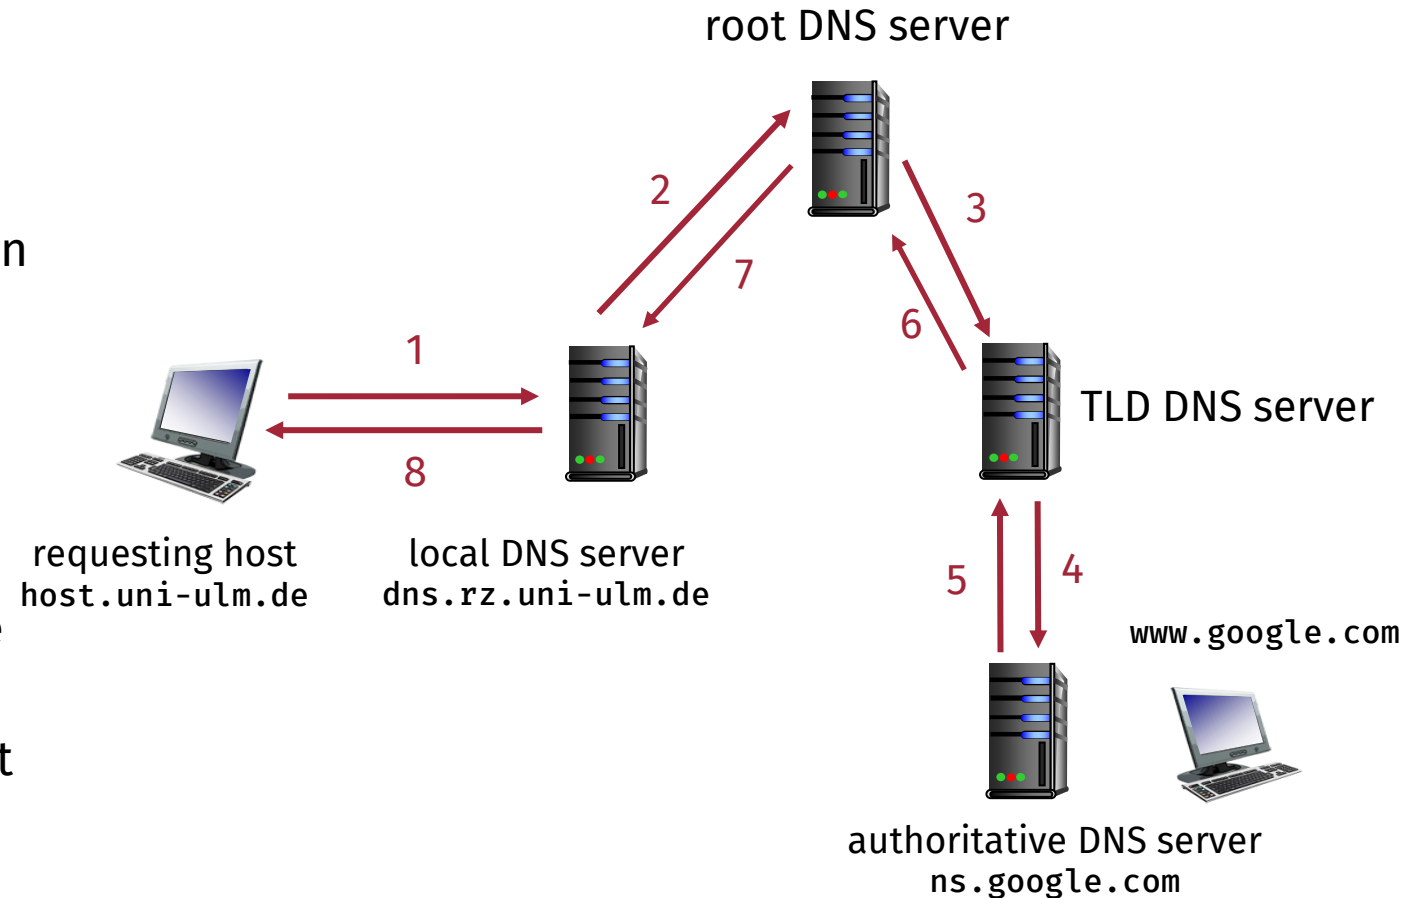 root DNS server
2
3
n
7
6
1
TLD DNS server
8
requesting host
host.uni-ulm.de
local DNS server
dns.rz.uni-ulm.de
5
4
e
www.google.com
t
authoritative DNS server
ns.google.com